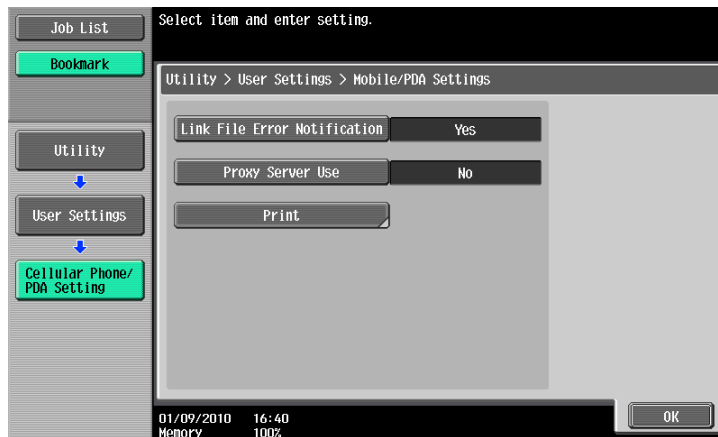 Job List
Bookmark
Select item and enter setting.
Utility > User Settings > Mobile/PDA Settings
Utility
User Settings
Cellular Phone/
PDA Setting
Link File Error Notification Yes
Proxy Server Use No
Print
01/09/2010 16:40
Memory 100%
OK